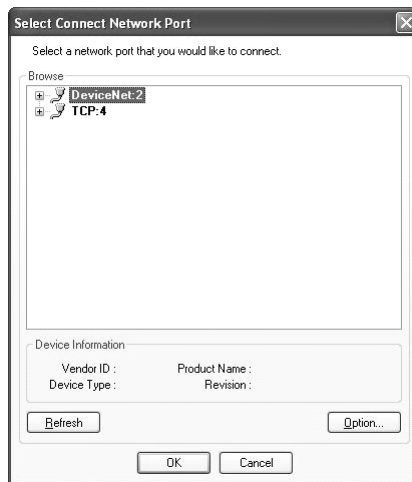 Select Connect Network Port
Select a network port that you would like to connect.
Browse
DeviceNet:2
TCP:4
Device Information
Vendor ID : Product Name :
Device Type : Revision :
Refresh Option...
OK Cancel